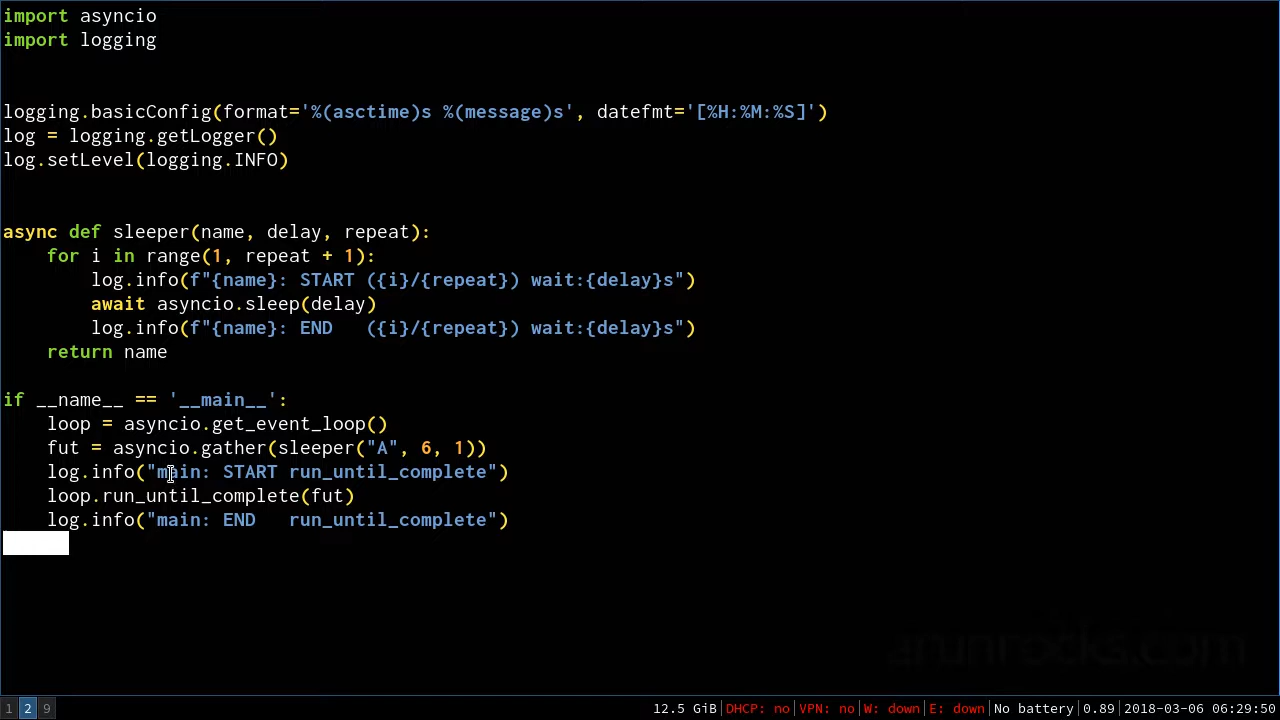 import asyncio
import logging
logging.basicConfig(format='%(asctime)s %(message)s', datefmt='[%H:%M:%S]')
log = logging.getLogger()
log.setLevel(logging.INFO)
async def sleeper(name, delay, repeat):
    for i in range(1, repeat + 1):
        log.info(f"{name}: START ({i}/{repeat}) wait:{delay}s")
        await asyncio.sleep(delay)
        log.info(f"{name}: END   ({i}/{repeat}) wait:{delay}s")
    return name
if __name__ == '__main__':
    loop = asyncio.get_event_loop()
    fut = asyncio.gather(sleeper("A", 6, 1))
    log.info("main: START run_until_complete")
    loop.run_until_complete(fut)
    log.info("main: END   run_until_complete")
1 2 9 12.5 GiB|DHCP: no|VPN: no|W: down|E: down|No battery|0.89|2018-03-06 06:29:50